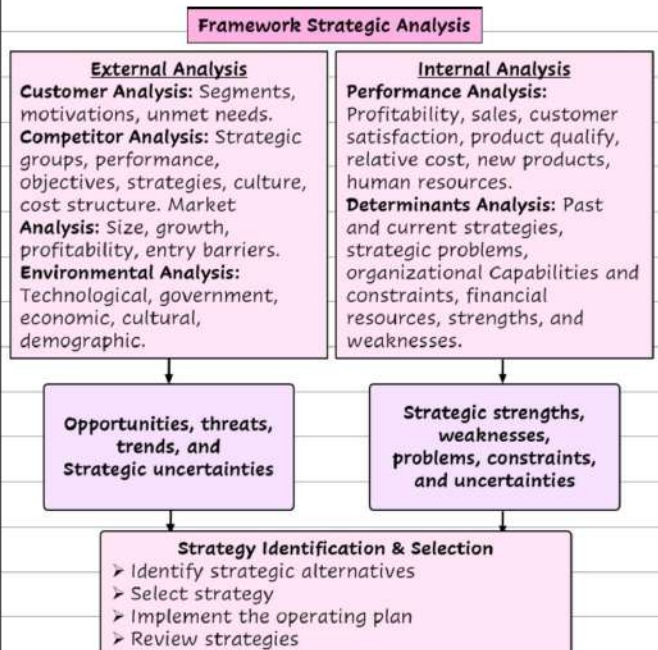 Framework Strategic Analysis
External Analysis
Customer Analysis: Segments,
motivations, unmet needs.
Competitor Analysis: Strategic
groups, performance,
objectives, strategies, culture,
cost structure. Market
Analysis: Size, growth,
profitability, entry barriers.
Environmental Analysis:
Technological, government,
economic, cultural,
demographic.
Internal Analysis
Performance Analysis:
Profitability, sales, customer
satisfaction, product qualify,
relative cost, new products,
human resources.
Determinants Analysis: Past
and current strategies,
strategic problems,
organizational Capabilities and
constraints, financial
resources, strengths, and
weaknesses.
Opportunities, threats,
trends, and
Strategic uncertainties
Strategic strengths,
weaknesses,
problems, constraints,
and uncertainties
Strategy Identification & Selection
➢ Identify strategic alternatives
➢ Select strategy
➢ Implement the operating plan
➢ Review strategies